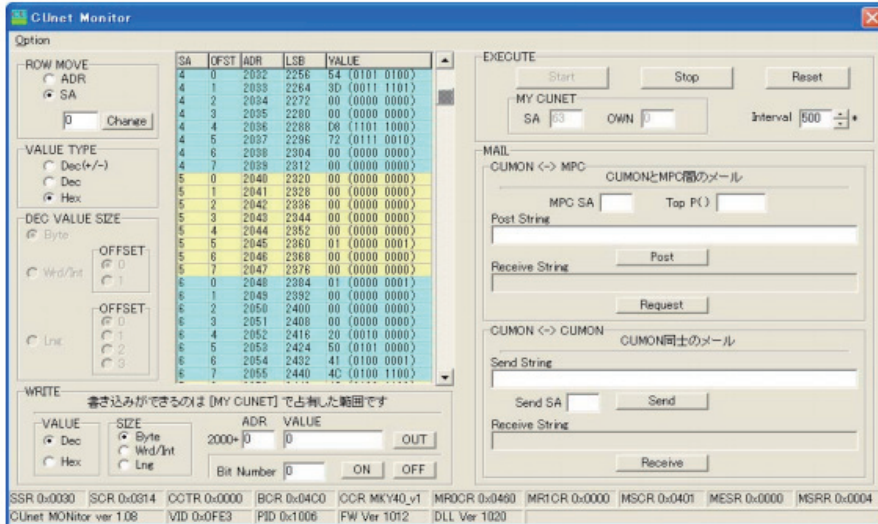 CUnet Monitor
Option
ROW MOVE
ADR
SA
0 Change
VALUE TYPE
Dec(+/-)
Dec
Hex
DEC VALUE SIZE
Byte
Wrd/Int
OFFSET
0
1
Lng
OFFSET
0
1
2
3
SA OFST ADR LSB VALUE
4 0 2032 2256 54 (0101 0100)
4 1 2033 2264 3D (0011 1101)
4 2 2034 2272 00 (0000 0000)
4 3 2035 2280 00 (0000 0000)
4 4 2036 2288 D8 (1101 1000)
4 5 2037 2296 72 (0111 0010)
4 6 2038 2304 00 (0000 0000)
4 7 2039 2312 00 (0000 0000)
5 0 2040 2320 00 (0000 0000)
5 1 2041 2328 00 (0000 0000)
5 2 2042 2336 00 (0000 0000)
5 3 2043 2344 00 (0000 0000)
5 4 2044 2352 00 (0000 0000)
5 5 2045 2360 01 (0000 0001)
5 6 2046 2368 00 (0000 0000)
5 7 2047 2376 00 (0000 0000)
6 0 2048 2384 01 (0000 0001)
6 1 2049 2392 00 (0000 0000)
6 2 2050 2400 00 (0000 0000)
6 3 2051 2408 00 (0000 0000)
6 4 2052 2416 20 (0010 0000)
6 5 2053 2424 50 (0101 0000)
6 6 2054 2432 41 (0100 0001)
6 7 2055 2440 4C (0100 1100)
EXECUTE
Start Stop Reset
MY CUNET
SA 63 OWN 0
Interval 500 *
MAIL
CUMON <-> MPC
CUMONとMPC間のメール
MPC SA Top P()
Post String
Post
Receive String
Request
CUMON <-> CUMON
CUMON同士のメール
Send String
Send SA Send
Receive String
Receive
WRITE
書き込みができるのは [MY CUNET] で占有した範囲です
VALUE
Dec
Hex
SIZE
Byte
Wrd/Int
Lng
ADR VALUE
2000+ 0 0 OUT
Bit Number 0 ON OFF
SSR 0x0030 SCR 0x0314 CCTR 0x0000 BCR 0x04C0 CCR MKY40_v1 MR0CR 0x0460 MR1CR 0x0000 MSCR 0x0401 MESR 0x0000 MSRR 0x0004
CUnet MONitor ver 1.08 VID 0x0FE3 PID 0x1006 FW Ver 1012 DLL Ver 1020